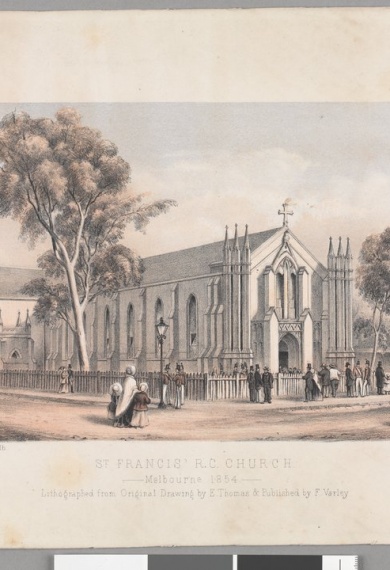 ST FRANCIS' R.C. CHURCH
Melbourne 1854
Lithographed from Original Drawing by E. Thomas & Published by F. Varley